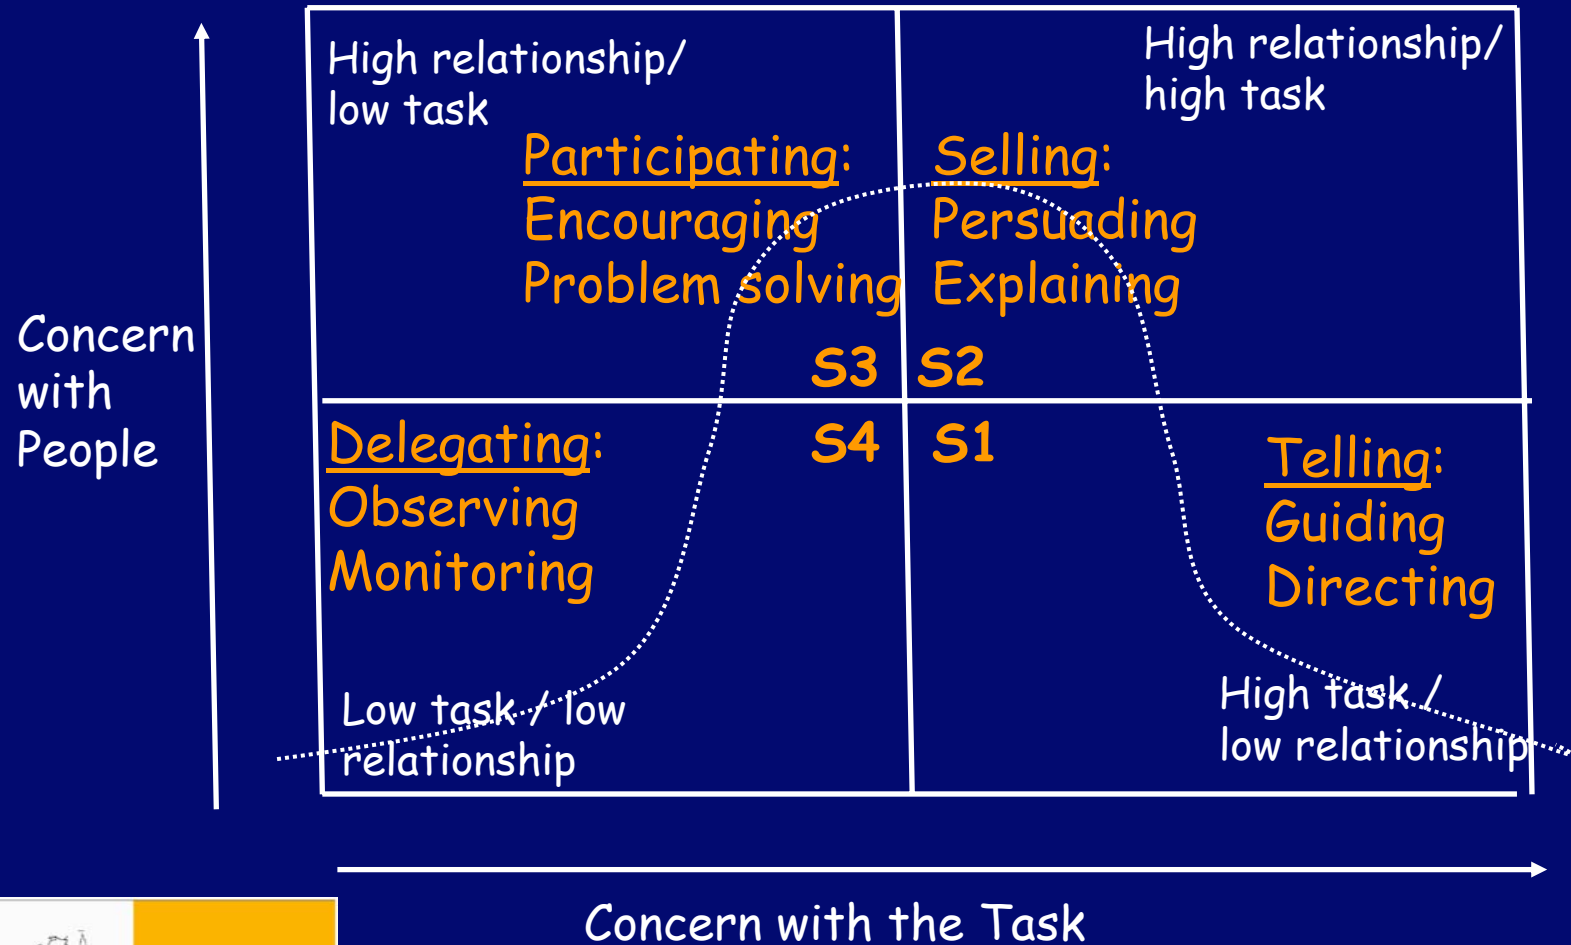 High relationship/
low task
High relationship/
high task
Participating:
Encouraging
Problem solving
Selling:
Persuading
Explaining
S3
S2
Concern
with
People
Delegating:
Observing
Monitoring
S4
S1
Telling:
Guiding
Directing
Low task / low
relationship
High task /
low relationship
Concern with the Task